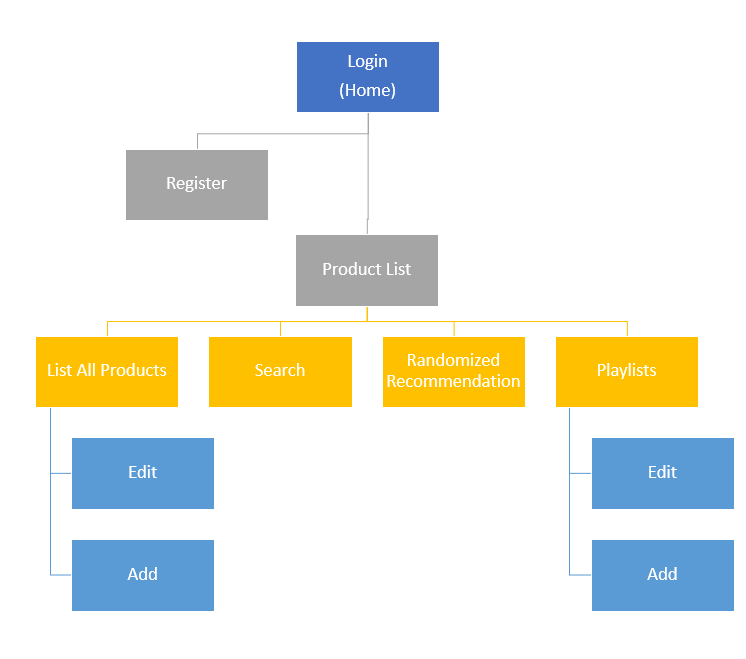 Login
(Home)
Register
Product List
List All Products
Search
Randomized
Recommendation
Playlists
Edit
Edit
Add
Add